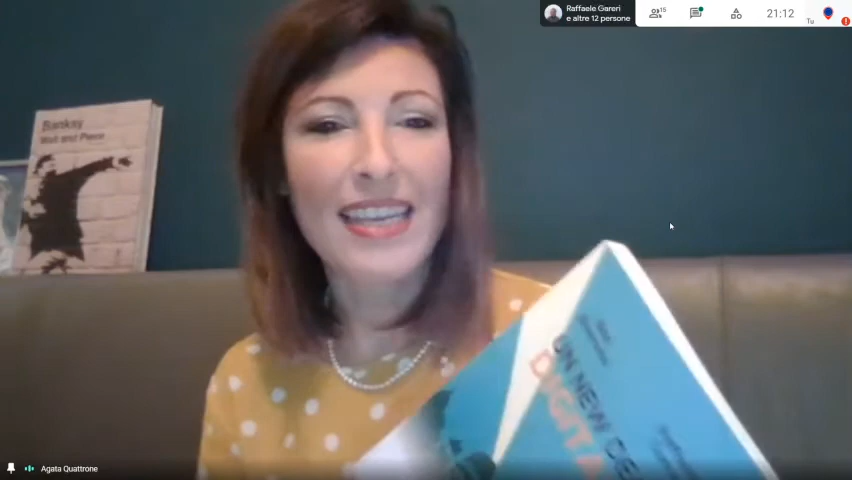 Raffaele Gareri
e altre 12 persone
15
21:12
Tu
Banksy
Wall and Piece
UN NEW DE
DIGITA
Agata Quattrone